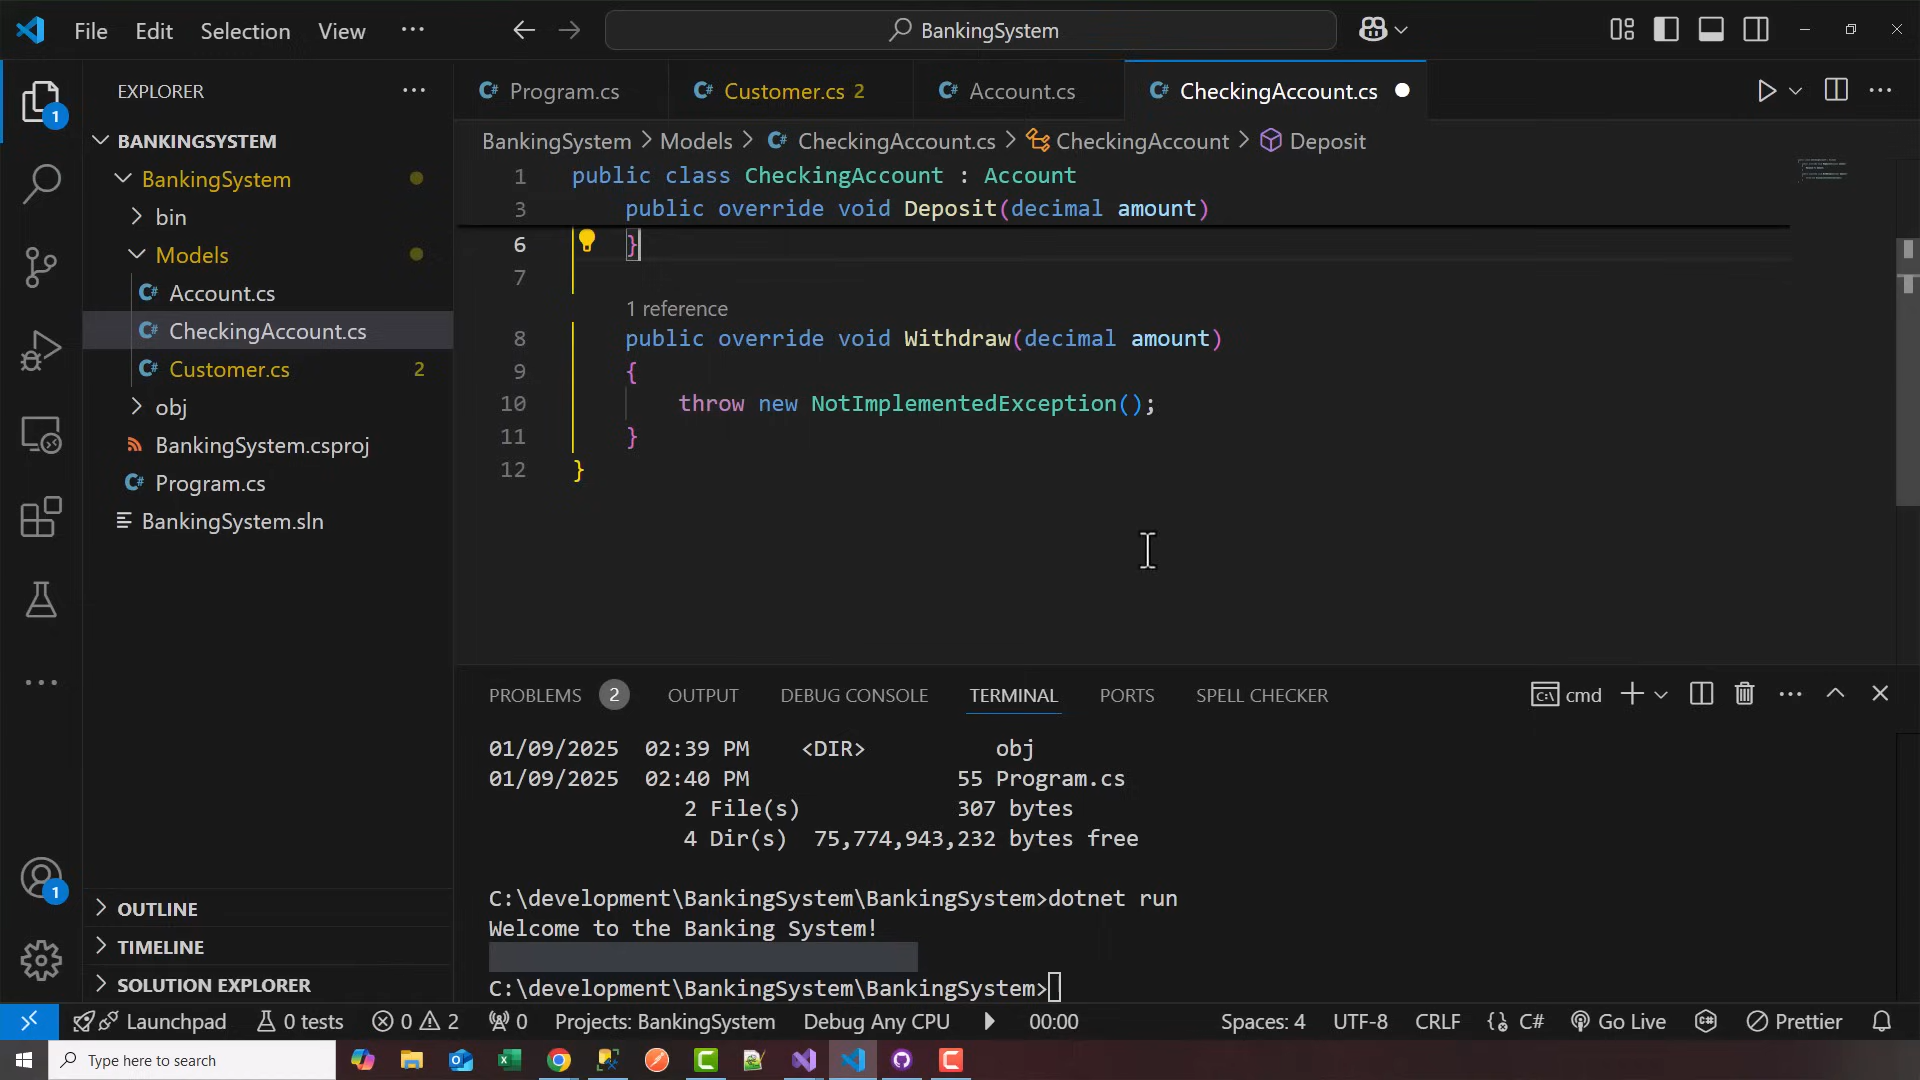 File Edit Selection View ... BankingSystem
EXPLORER ...
BANKINGSYSTEM
BankingSystem
bin
Models
C# Account.cs
C# CheckingAccount.cs
C# Customer.cs 2
obj
BankingSystem.csproj
C# Program.cs
BankingSystem.sln
OUTLINE
TIMELINE
SOLUTION EXPLORER
1
1
C# Program.cs C# Customer.cs 2 C# Account.cs C# CheckingAccount.cs
BankingSystem > Models > C# CheckingAccount.cs > CheckingAccount > Deposit
1 public class CheckingAccount : Account
3 public override void Deposit(decimal amount)
6 }
7
1 reference
8 public override void Withdraw(decimal amount)
9 {
10 throw new NotImplementedException();
11 }
12 }
PROBLEMS 2 OUTPUT DEBUG CONSOLE TERMINAL PORTS SPELL CHECKER cmd
01/09/2025 02:39 PM <DIR> obj
01/09/2025 02:40 PM 55 Program.cs
2 File(s) 307 bytes
4 Dir(s) 75,774,943,232 bytes free
C:\development\BankingSystem\BankingSystem>dotnet run
Welcome to the Banking System!
C:\development\BankingSystem\BankingSystem>
Launchpad 0 tests 0 2 0 Projects: BankingSystem Debug Any CPU 00:00 Spaces: 4 UTF-8 CRLF {} C# Go Live Prettier
Type here to search